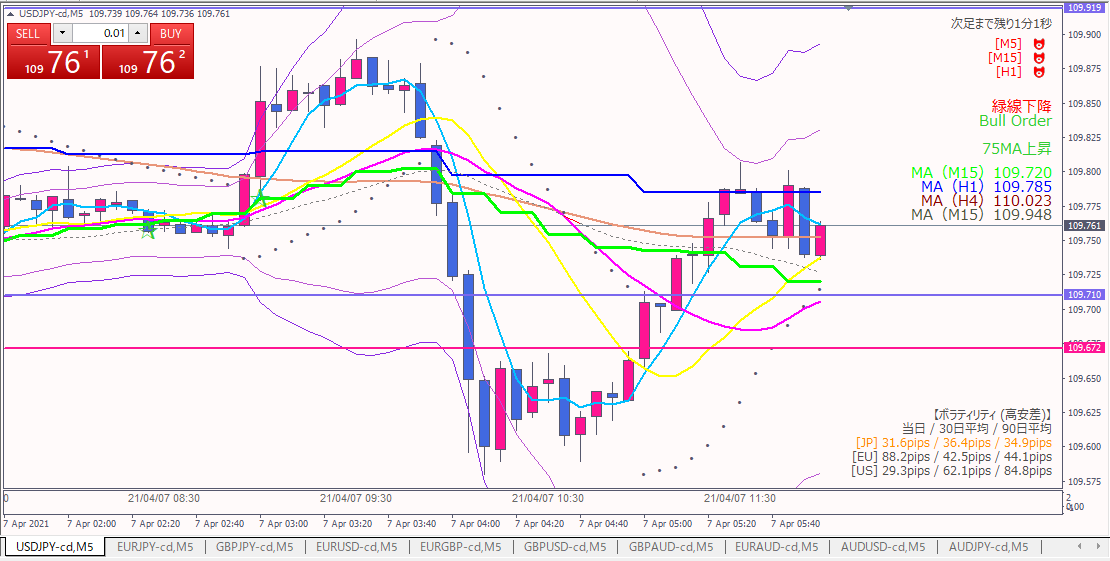 USDJPY-cd,M5 109.739 109.764 109.736 109.761
SELL 0.01 BUY
109 76 1 109 76 2
次足まで残り1分1秒
[M5]
[M15]
[H1]
緑線下降
Bull Order
75MA上昇
MA (M15) 109.720
MA (H1) 109.785
MA (H4) 110.023
MA (M15) 109.948
【ボラティリティ (高安差)】
当日 / 30日平均 / 90日平均
[JP] 31.6pips / 36.4pips / 34.9pips
[EU] 88.2pips / 42.5pips / 44.1pips
[US] 29.3pips / 62.1pips / 84.8pips
109.919
109.900
109.875
109.850
109.825
109.800
109.775
109.761
109.750
109.725
109.710
109.700
109.672
109.650
109.625
109.600
109.575
0 21/04/07 08:30 21/04/07 09:30 21/04/07 10:30 21/04/07 11:30
2
0.00
7 Apr 2021 7 Apr 02:00 7 Apr 02:20 7 Apr 02:40 7 Apr 03:00 7 Apr 03:20 7 Apr 03:40 7 Apr 04:00 7 Apr 04:20 7 Apr 04:40 7 Apr 05:00 7 Apr 05:20 7 Apr 05:40
USDJPY-cd,M5 EURJPY-cd,M5 GBPJPY-cd,M5 EURUSD-cd,M5 EURGBP-cd,M5 GBPUSD-cd,M5 GBPAUD-cd,M5 EURAUD-cd,M5 AUDUSD-cd,M5 AUDJPY-cd,M5